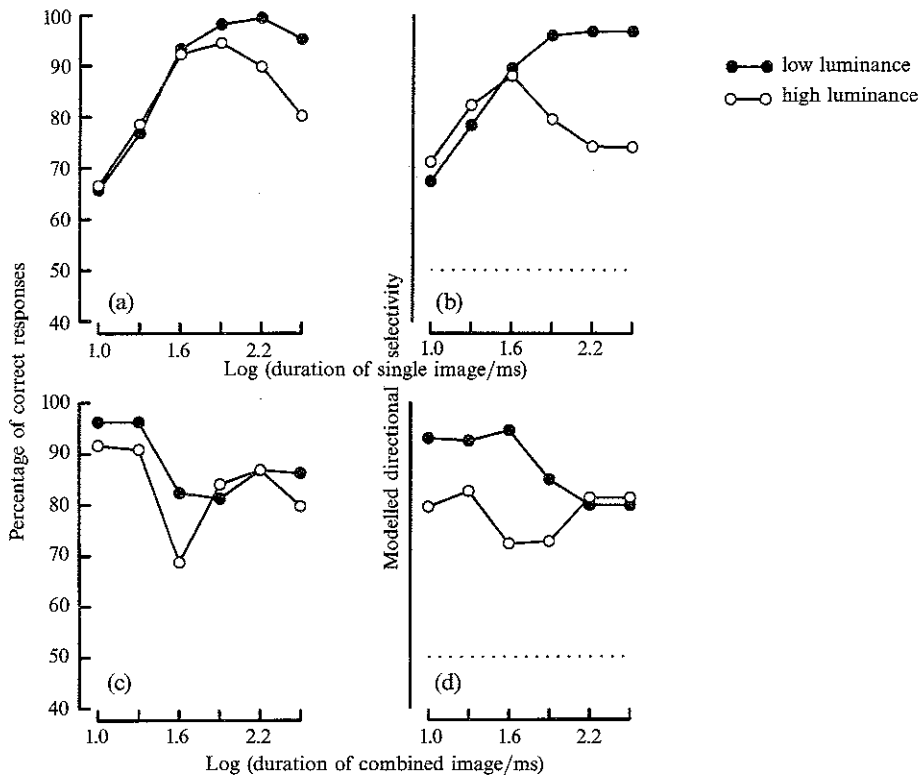 100
90
80
70
60
50
40
(a)
(b)
low luminance
high luminance
1.0 1.6 2.2
1.0 1.6 2.2
Log (duration of single image/ms)
Percentage of correct responses
Modelled directional selectivity
100
90
80
70
60
50
40
(c)
(d)
1.0 1.6 2.2
1.0 1.6 2.2
Log (duration of combined image/ms)